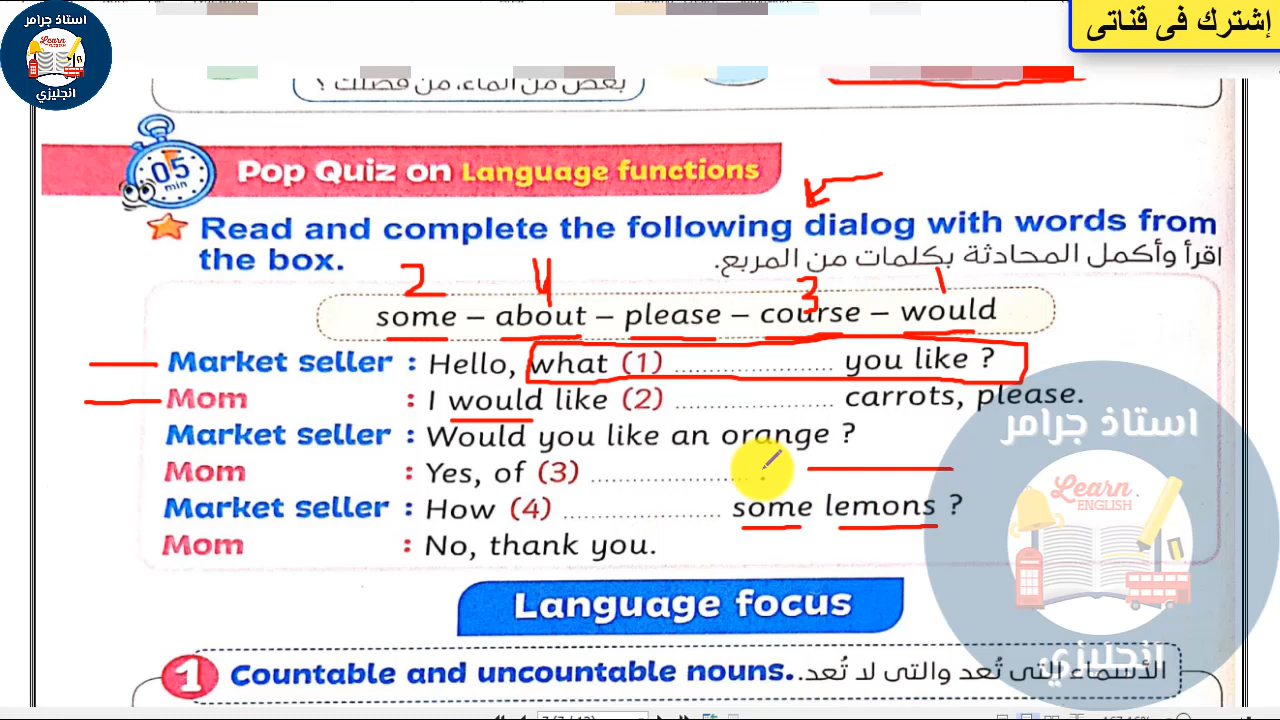 استاذ جرامر
Learn
ENGLISH
انجليزي
إشترك فى قناتى
بعض من الماء، من فضلك ؟
05
min
Pop Quiz on Language functions
Read and complete the following dialog with words from
the box.
اقرأ وأكمل المحادثة بكلمات من المربع.
2 4 3 1
some – about – please – course – would
Market seller : Hello, what (1) ........................ you like ?
Mom : I would like (2) ........................ carrots, please.
Market seller : Would you like an orange ?
Mom : Yes, of (3) ........................ .
Market seller : How (4) ........................ some lemons ?
Mom : No, thank you.
استاذ جرامر
Learn
ENGLISH
انجليزي
Language focus
1 Countable and uncountable nouns. الأسماء التى تُعد والتى لا تُعد.